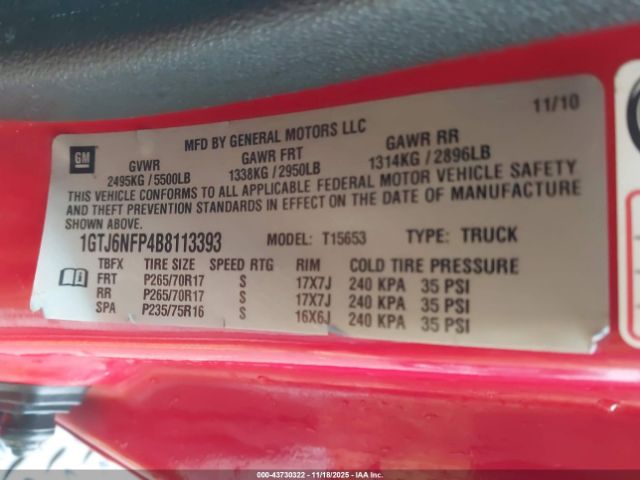 MFD BY GENERAL MOTORS LLC 11/10
GM
GVWR GAWR FRT GAWR RR
2495KG / 5500LB 1338KG / 2950LB 1314KG / 2896LB
THIS VEHICLE CONFORMS TO ALL APPLICABLE FEDERAL MOTOR VEHICLE SAFETY
AND THEFT PREVENTION STANDARDS IN EFFECT ON THE DATE OF MANUFACTURE
SHOWN ABOVE.
1GTJ6NFP4B8113393 MODEL: T15653 TYPE: TRUCK
TBFX TIRE SIZE SPEED RTG RIM COLD TIRE PRESSURE
FRT P265/70R17 S 17X7J 240 KPA 35 PSI
RR P265/70R17 S 17X7J 240 KPA 35 PSI
SPA P235/75R16 S 16X6J 240 KPA 35 PSI
000-43730322 - 11/18/2025 - IAA Inc.